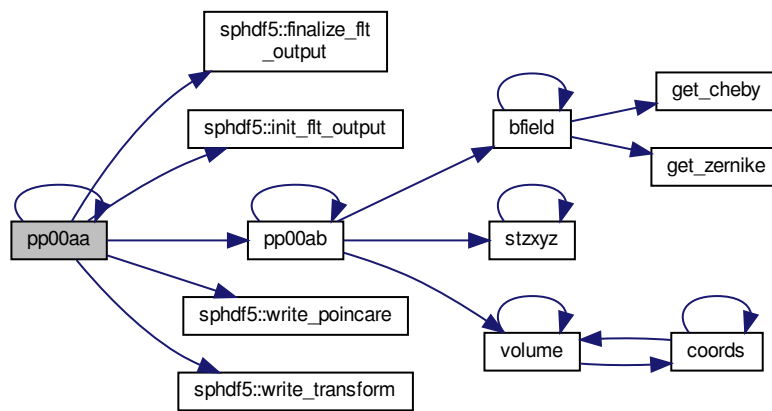 sphdf5::finalize_flt
_output
sphdf5::init_flt_output
pp00aa
pp00ab
sphdf5::write_poincare
sphdf5::write_transform
bfield
stzxyz
volume
get_cheby
get_zernike
coords